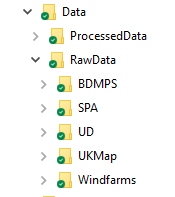 Data
ProcessedData
RawData
BDMPS
SPA
UD
UKMap
Windfarms